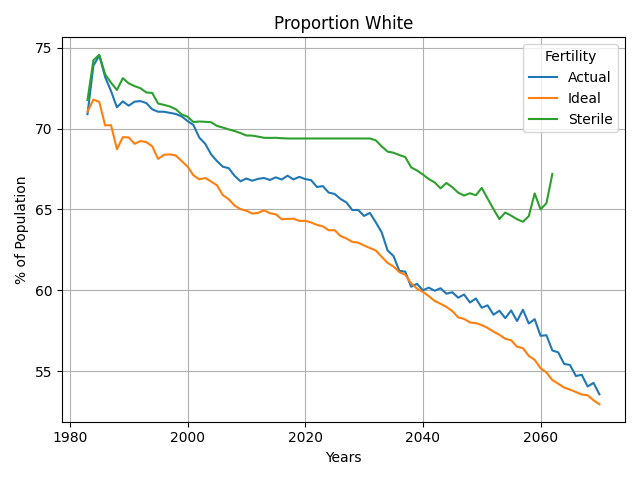 Proportion White
75
70
65
60
55
% of Population
Fertility
Actual
Ideal
Sterile
1980 2000 2020 2040 2060
Years